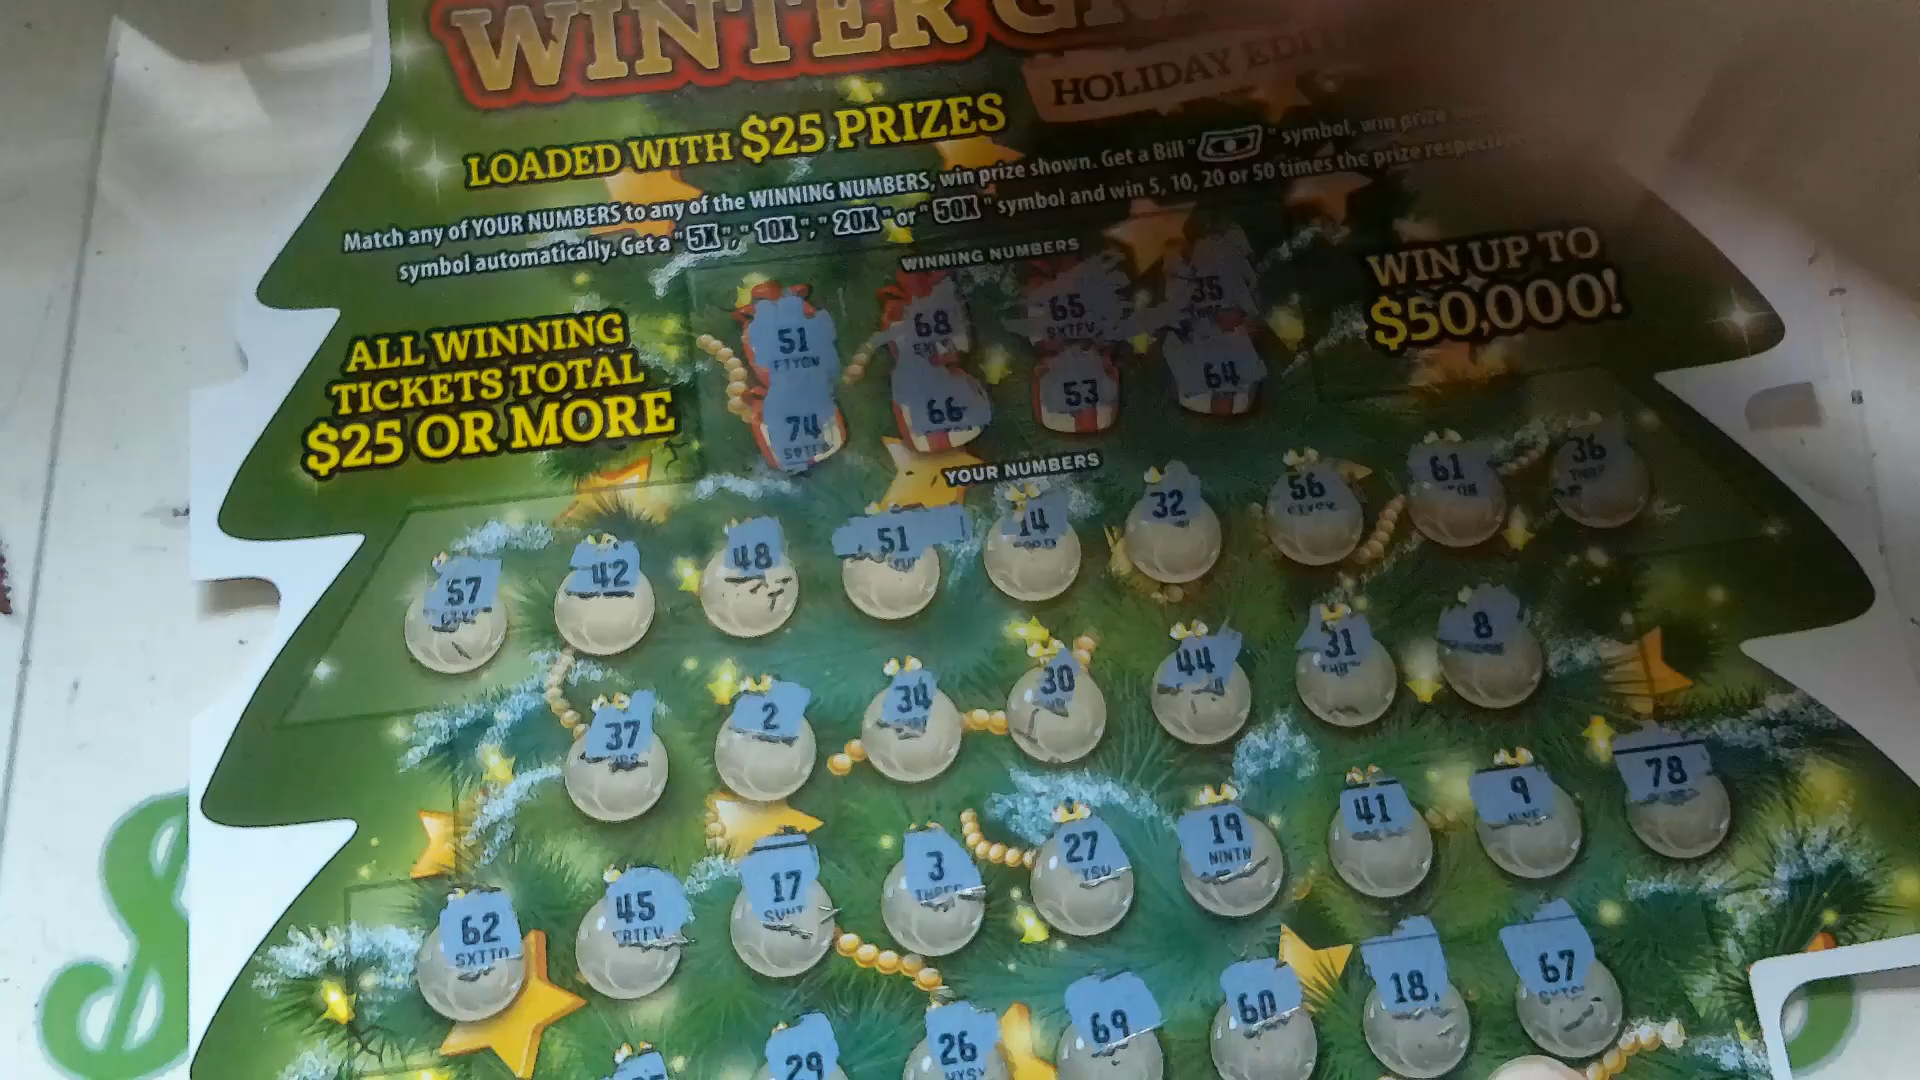 WINTER
HOLIDAY
LOADED WITH $25 PRIZES
Match any of YOUR NUMBERS to any of the WINNING NUMBERS, win prize shown. Get a Bill " " symbol, win prize
symbol automatically. Get a "5X", "10X", "20X" or "50X" symbol and win 5, 10, 20 or 50 times the prize
WINNING NUMBERS
ALL WINNING
TICKETS TOTAL
$25 OR MORE
WIN UP TO
$50,000!
51 68 65 35
74 66 53 64
YOUR NUMBERS
57 42 48 51 14 32 56 61 36
37 2 34 30 44 31 8
62 45 17 3 27 19 41 9 78
SXTTO NINTN
29 26 69 60 18 67
$